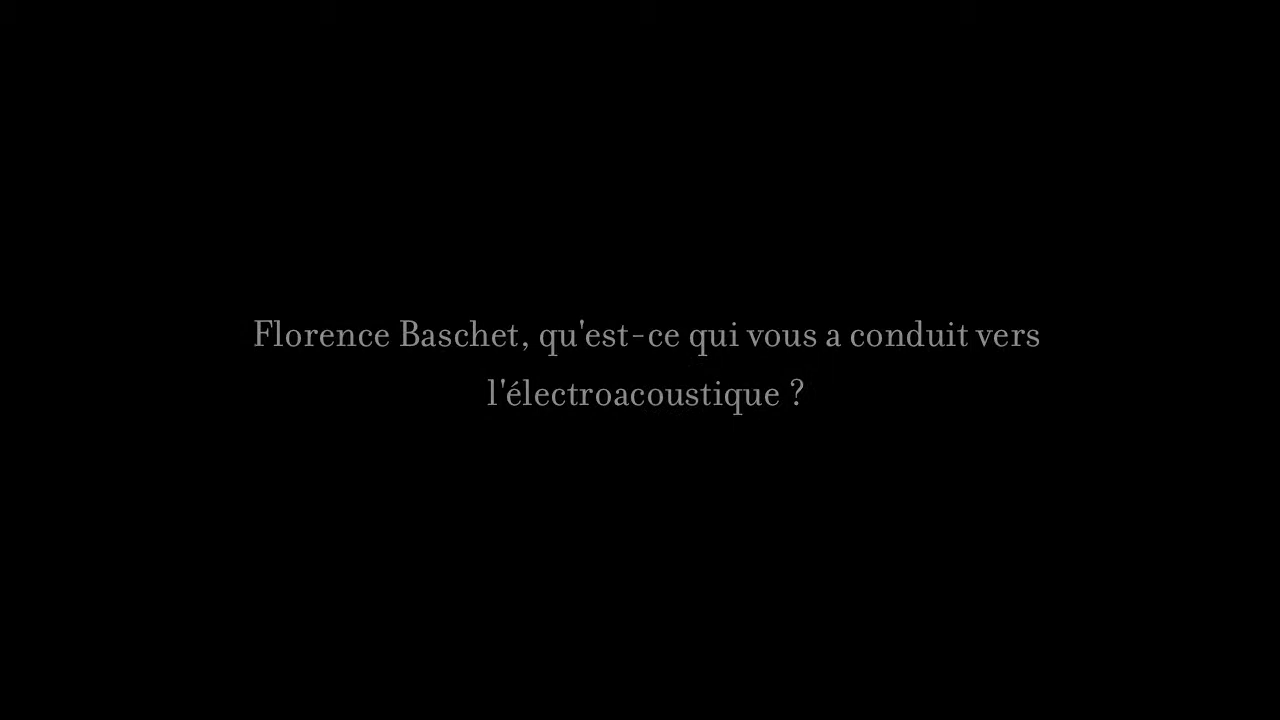 Florence Baschet, qu'est-ce qui vous a conduit vers
l'électroacoustique ?